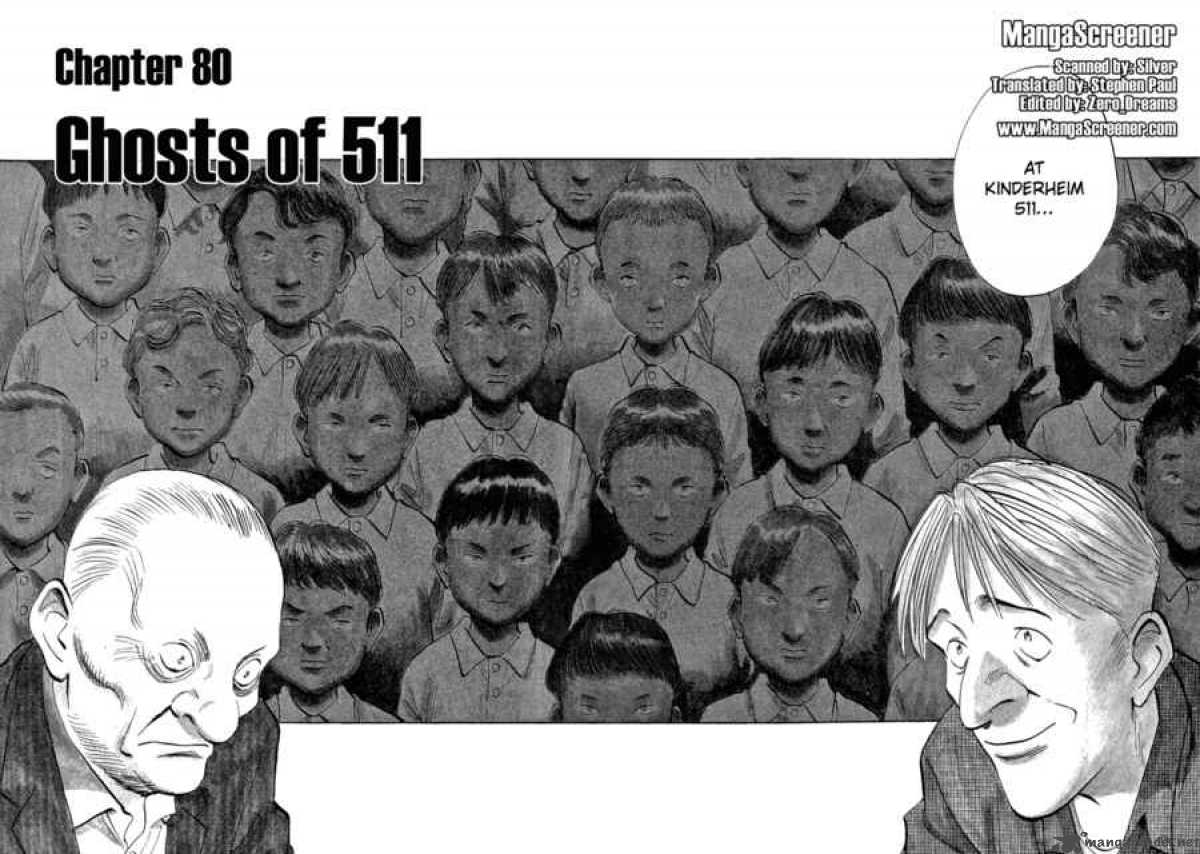 Chapter 80
Ghosts of 511
MangaScreener
Scanned by: Silver
Translated by: Stephen Paul
Edited by: Zero_Dreams
www.MangaScreener.com
AT
KINDERHEIM
511...